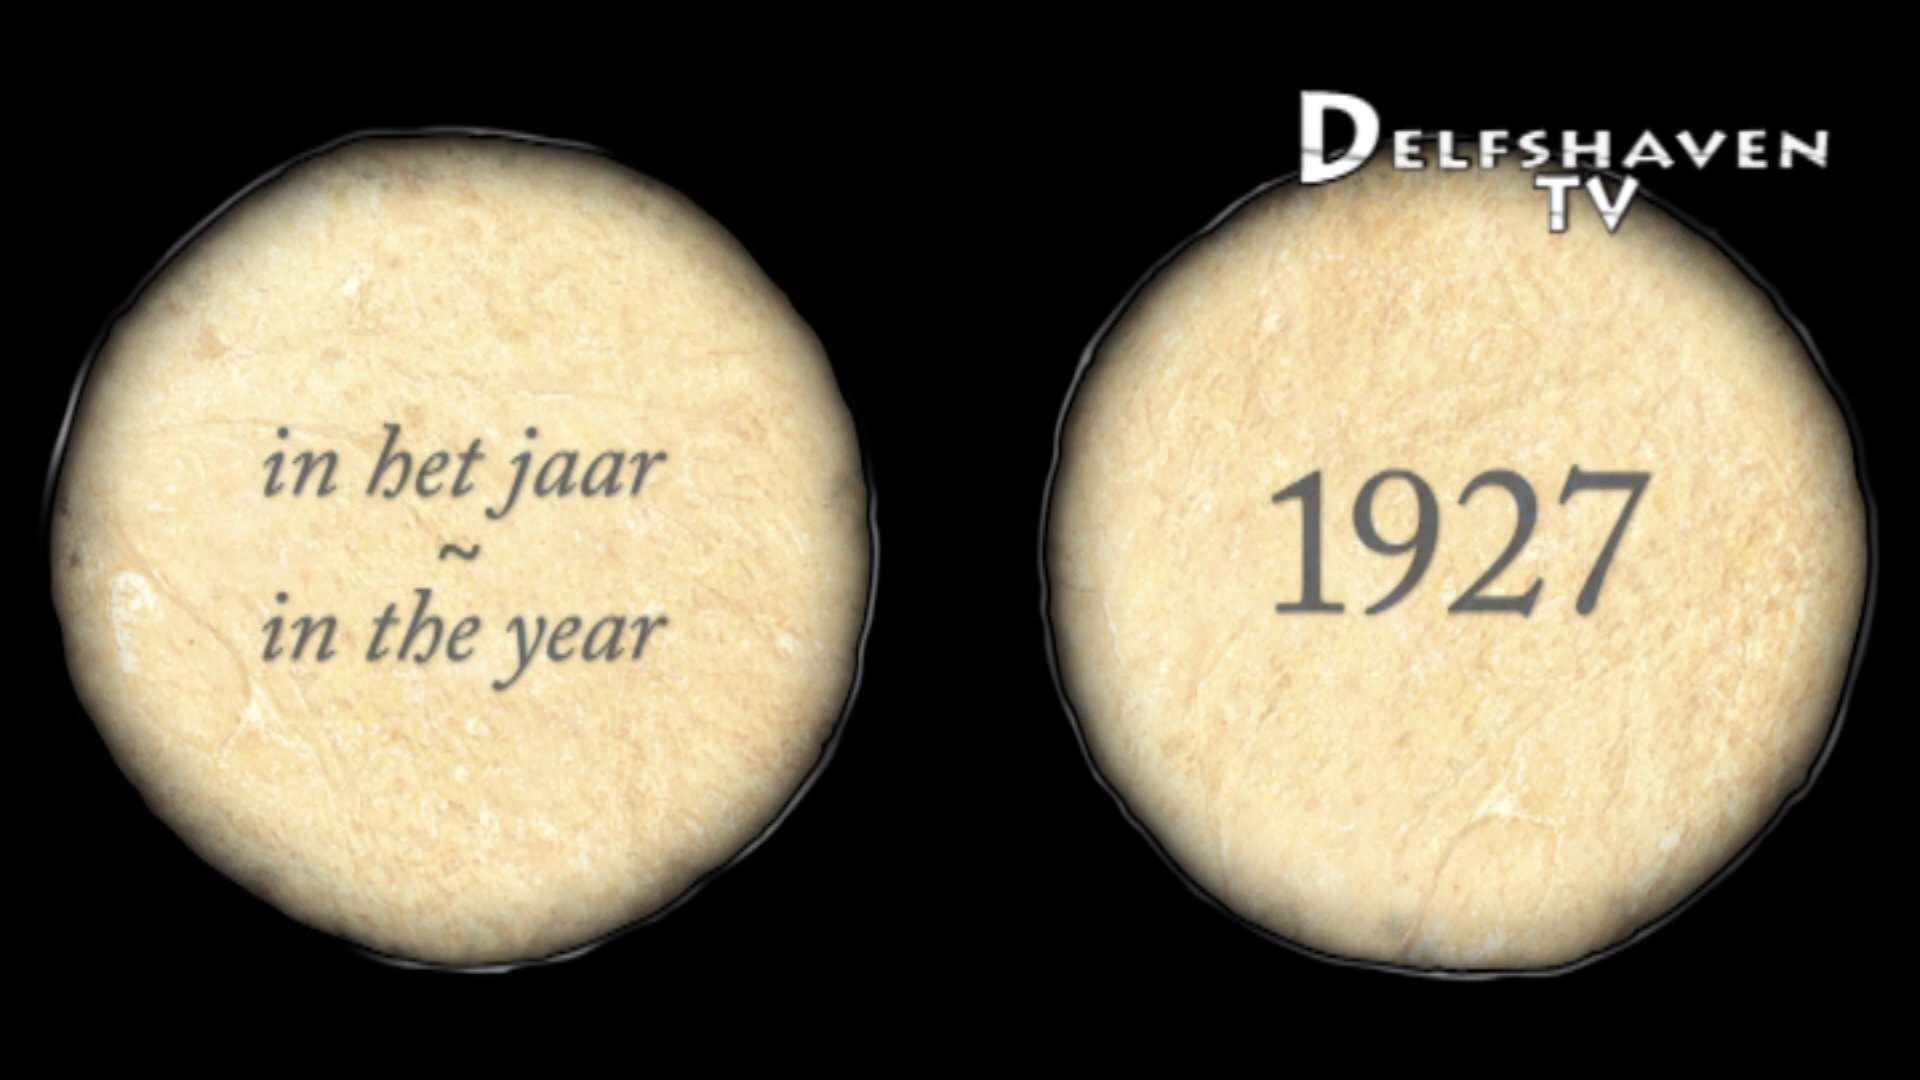 in het jaar
~
in the year
DELFSHAVEN
TV
1927